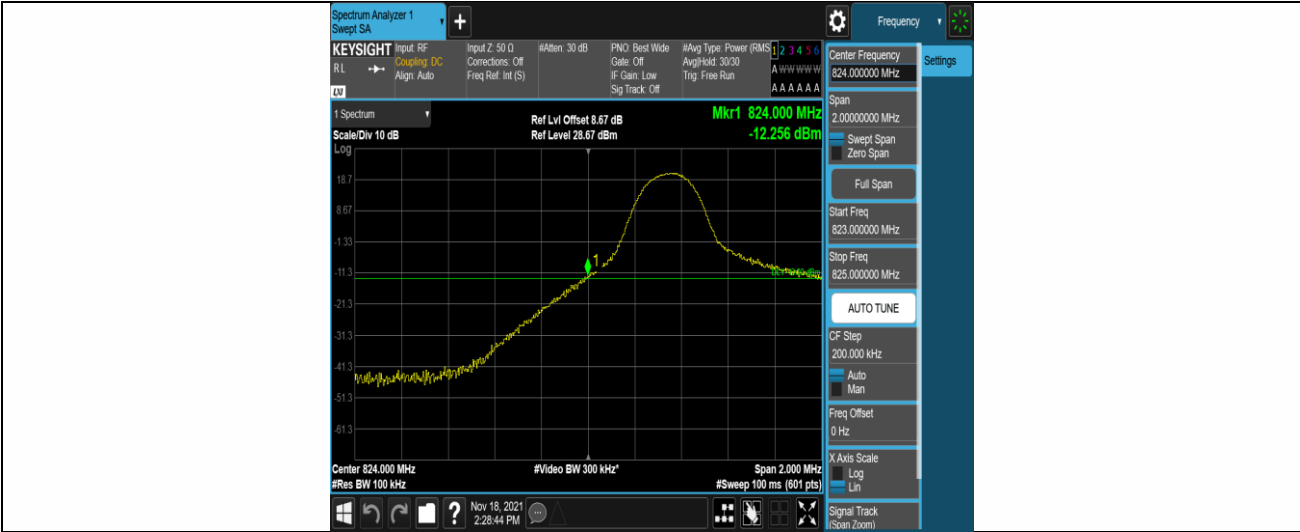 Spectrum Analyzer 1
Swept SA
+
Frequency
KEYSIGHT
Input: RF
Input Z: 50 Ω
#Atten: 30 dB
PNO: Best Wide
#Avg Type: Power (RMS
1 2 3 4 5 6
R L
Coupling: DC
Corrections: Off
Gate: Off
Avg|Hold: 30/30
A W W W W W
Align: Auto
Freq Ref: Int (S)
IF Gain: Low
Trig: Free Run
Sig Track: Off
A A A A A A
LXI
1 Spectrum
Scale/Div 10 dB
Ref Lvl Offset 8.67 dB
Ref Level 28.67 dBm
Mkr1 824.000 MHz
-12.256 dBm
Log
18.7
8.67
-1.33
-11.3
-21.3
-31.3
-41.3
-51.3
-61.3
1
Center 824.000 MHz
#Video BW 300 kHz*
Span 2.000 MHz
#Res BW 100 kHz
#Sweep 100 ms (601 pts)
Nov 18, 2021
2:28:44 PM
?
Settings
Center Frequency
824.000000 MHz
Span
2.00000000 MHz
Swept Span
Zero Span
Full Span
Start Freq
823.000000 MHz
Stop Freq
825.000000 MHz
AUTO TUNE
CF Step
200.000 kHz
Auto
Man
Freq Offset
0 Hz
X Axis Scale
Log
Lin
Signal Track
(Span Zoom)